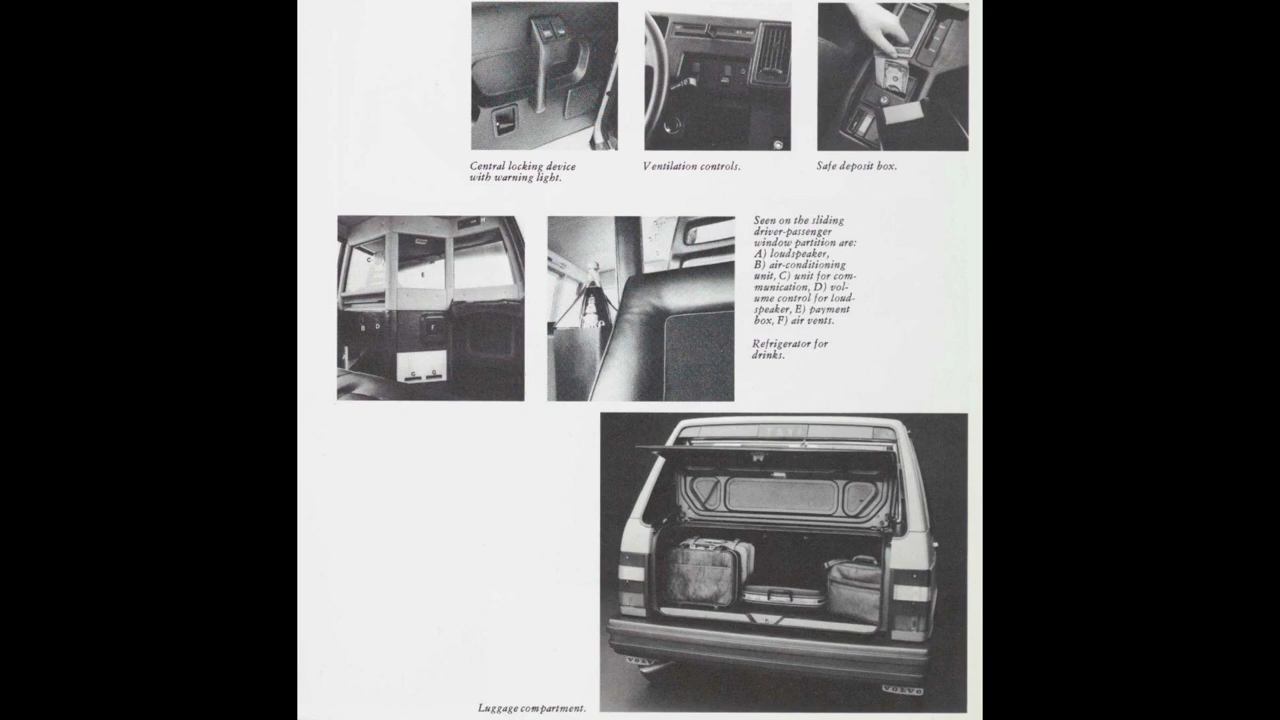 Central locking device
with warning light.
Ventilation controls.
Safe deposit box.
Seen on the sliding
driver-passenger
window partition are:
A) loudspeaker,
B) air-conditioning
unit, C) unit for com-
munication, D) vol-
ume control for loud-
speaker, E) payment
box, F) air vents.
Refrigerator for
drinks.
C
E
B D
F
G G
TAXI
VOLVO
VOLVO
Luggage compartment.